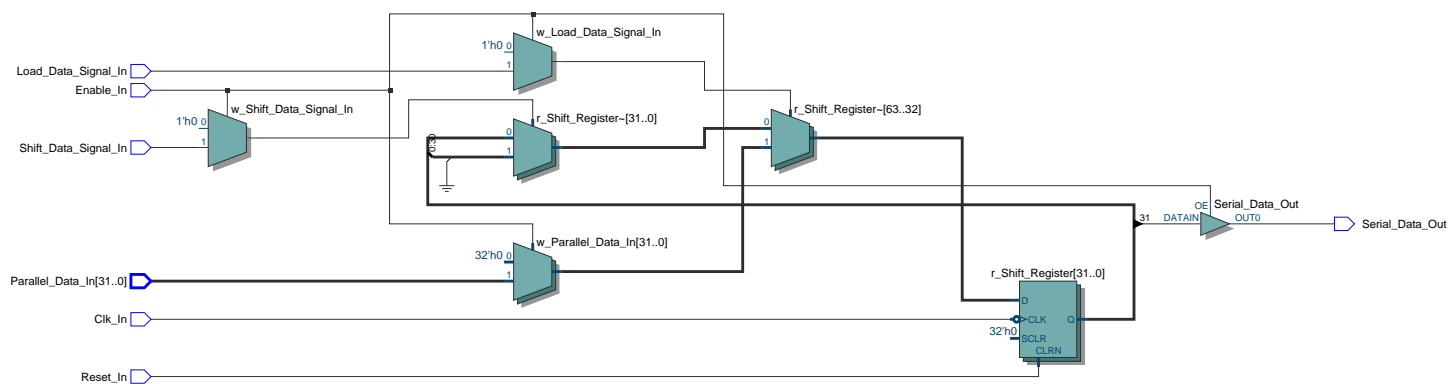 w_Load_Data_Signal_In
1'h0 0
1
Load_Data_Signal_In
Enable_In
w_Shift_Data_Signal_In
1'h0 0
1
Shift_Data_Signal_In
r_Shift_Register~[31..0]
0
1
0:30
r_Shift_Register~[63..32]
0
1
Serial_Data_Out
OE
31
DATAIN
OUT0
Serial_Data_Out
w_Parallel_Data_In[31..0]
32'h0 0
1
Parallel_Data_In[31..0]
r_Shift_Register[31..0]
D
CLK
Q
32'h0
SCLR
CLRN
Clk_In
Reset_In